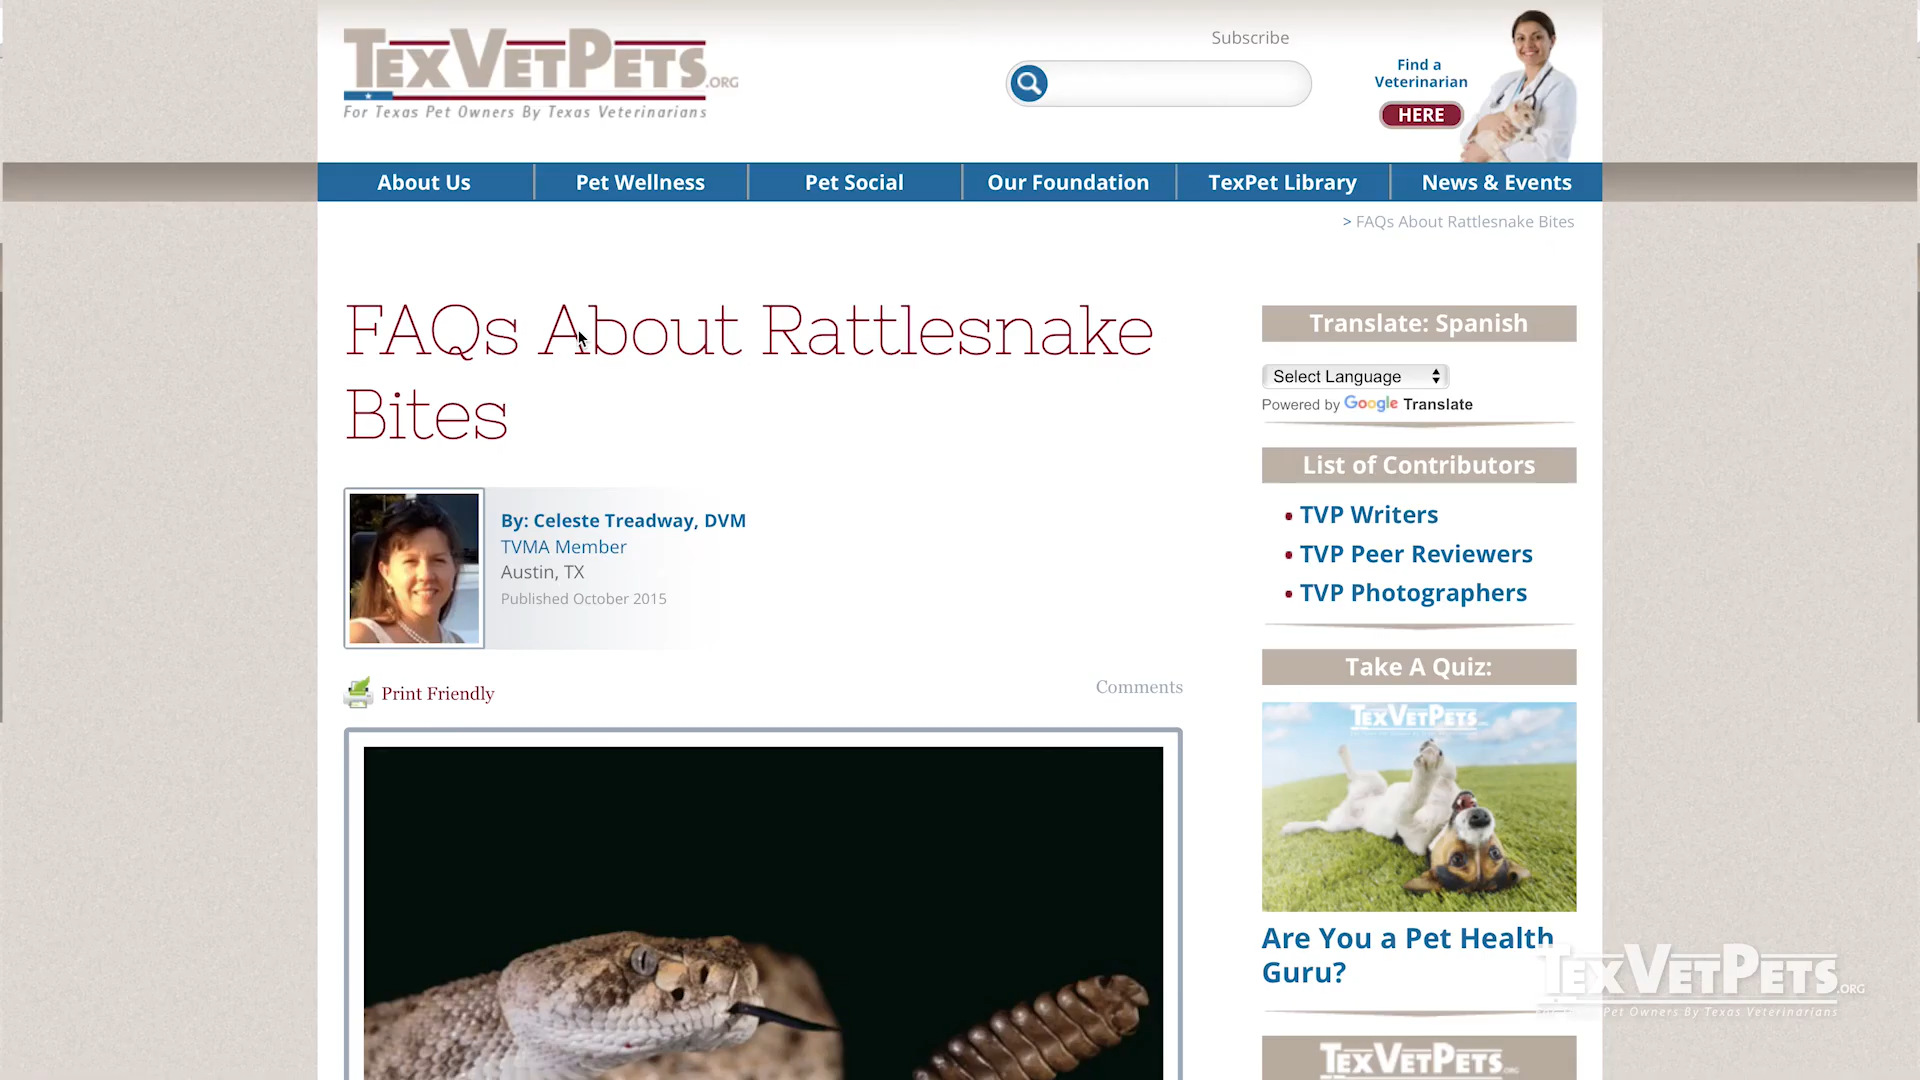 TEXVETPETS.ORG
For Texas Pet Owners By Texas Veterinarians
Subscribe
Find a
Veterinarian
HERE
About Us
Pet Wellness
Pet Social
Our Foundation
TexPet Library
News & Events
> FAQs About Rattlesnake Bites
FAQs About Rattlesnake
Bites
By: Celeste Treadway, DVM
TVMA Member
Austin, TX
Published October 2015
Print Friendly
Comments
Translate: Spanish
Select Language
Powered by Google Translate
List of Contributors
• TVP Writers
• TVP Peer Reviewers
• TVP Photographers
Take A Quiz:
TEXVETPETS
Are You a Pet Health
Guru?
TEXVETPETS.ORG
For Texas Pet Owners By Texas Veterinarians
TEXVETPETS.ORG